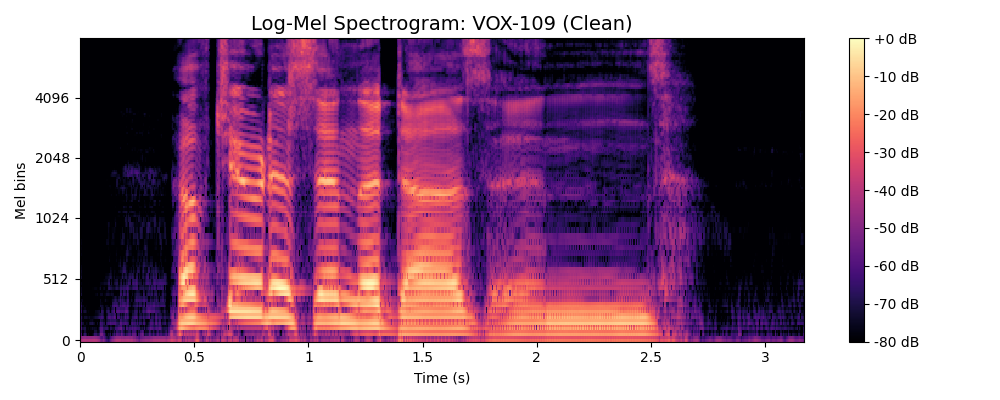 Log-Mel Spectrogram: VOX-109 (Clean)
Mel bins
4096
2048
1024
512
0
0
0.5
1
1.5
2
2.5
3
Time (s)
+0 dB
-10 dB
-20 dB
-30 dB
-40 dB
-50 dB
-60 dB
-70 dB
-80 dB